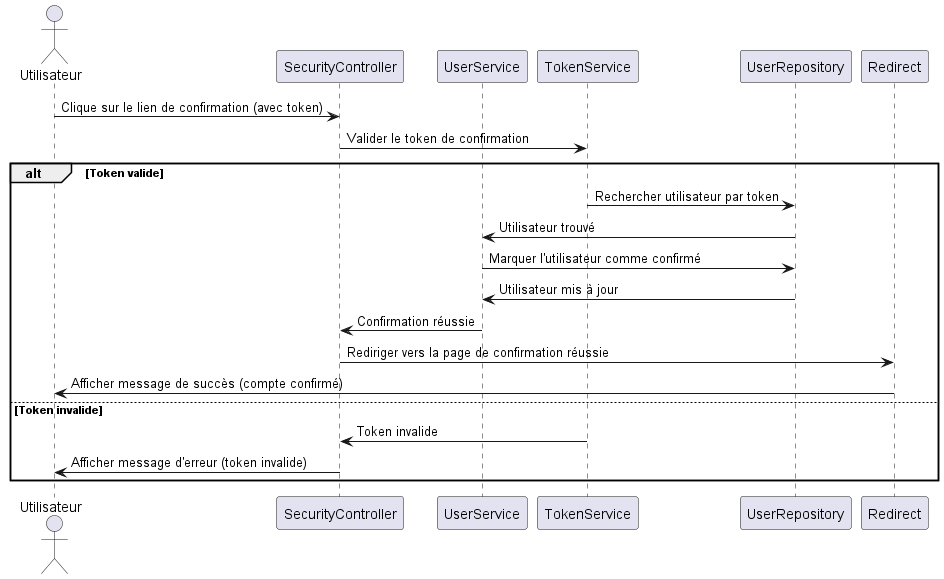 Utilisateur
SecurityController
UserService
TokenService
UserRepository
Redirect
Clique sur le lien de confirmation (avec token)
Valider le token de confirmation
alt
[Token valide]
Rechercher utilisateur par token
Utilisateur trouvé
Marquer l'utilisateur comme confirmé
Utilisateur mis à jour
Confirmation réussie
Rediriger vers la page de confirmation réussie
Afficher message de succès (compte confirmé)
[Token invalide]
Token invalide
Afficher message d'erreur (token invalide)
Utilisateur
SecurityController
UserService
TokenService
UserRepository
Redirect